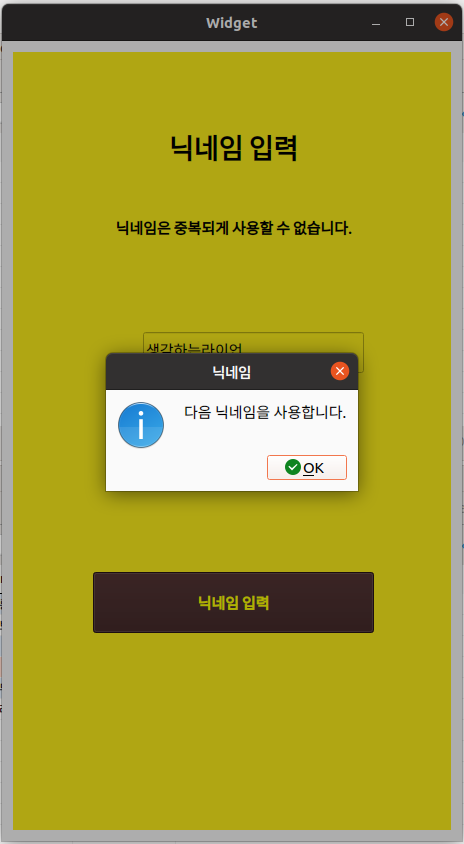 Widget
닉네임 입력
닉네임은 중복되게 사용할 수 없습니다.
생각하는라이언
닉네임
다음 닉네임을 사용합니다.
OK
닉네임 입력